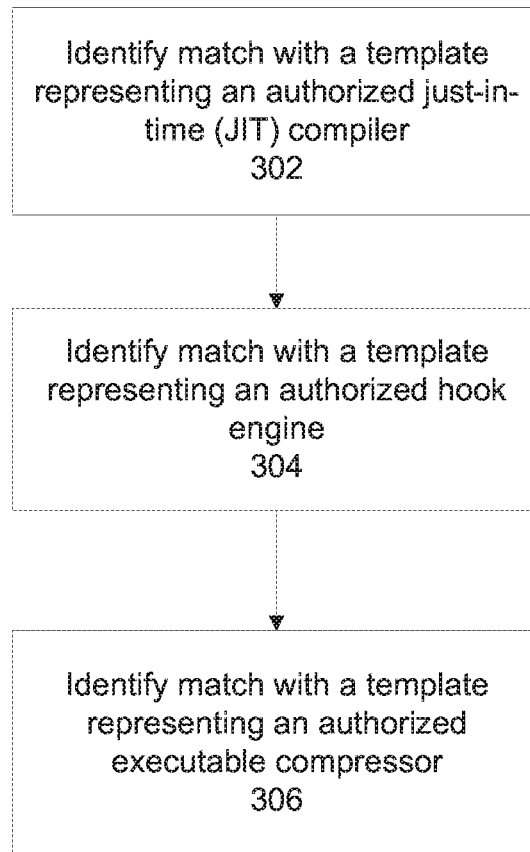 Identify match with a template
representing an authorized just-in-
time (JIT) compiler
302
Identify match with a template
representing an authorized hook
engine
304
Identify match with a template
representing an authorized
executable compressor
306